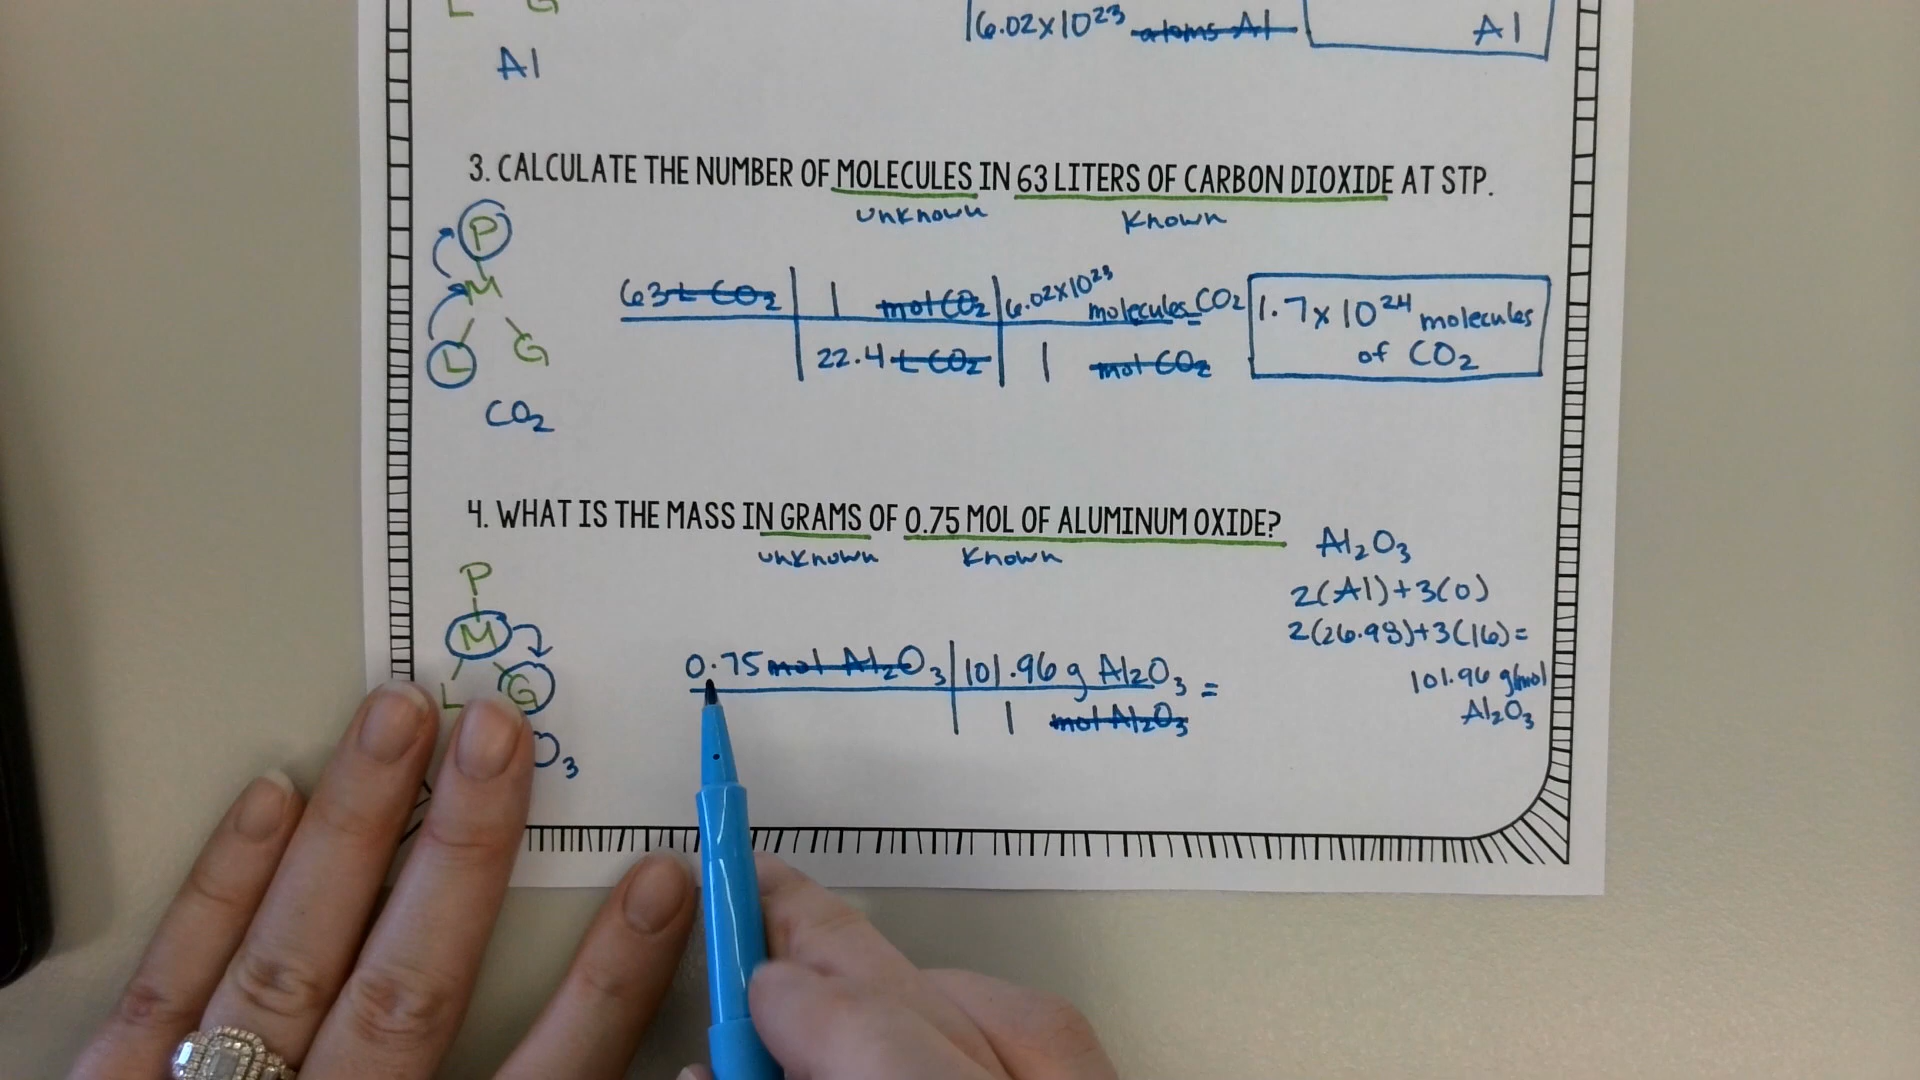 L G
6.02x10²³ atoms Al
Al
Al
3. CALCULATE THE NUMBER OF MOLECULES IN 63 LITERS OF CARBON DIOXIDE AT STP.
unknown Known
P
M
L G
CO₂
63 L CO₂ | 1 mol CO₂ | 6.02x10²³ molecules CO₂
22.4 L CO₂ | 1 mol CO₂
1.7x10²⁴ molecules
of CO₂
4. WHAT IS THE MASS IN GRAMS OF 0.75 MOL OF ALUMINUM OXIDE?
unknown Known
P
M
L G
O₃
0.75 mol Al₂O₃ | 101.96 g Al₂O₃ =
1 mol Al₂O₃
Al₂O₃
2(Al)+3(O)
2(26.98)+3(16)=
101.96 g/mol
Al₂O₃